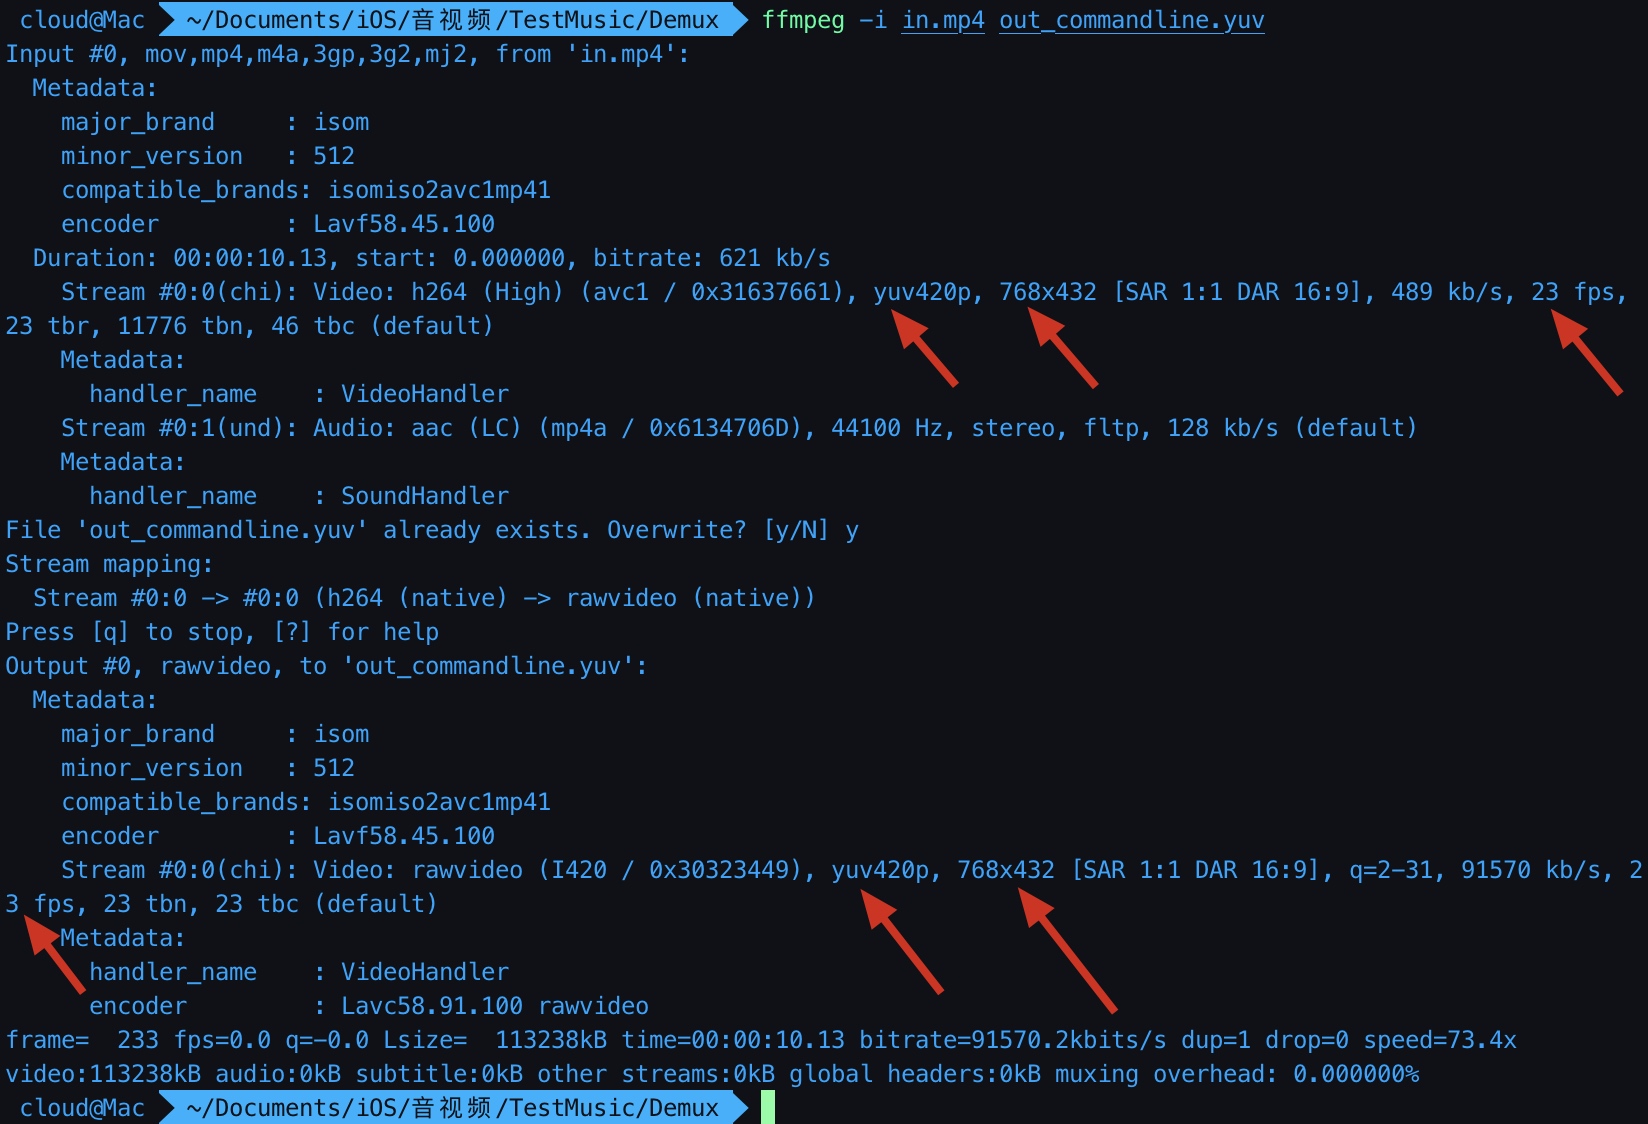 cloud@Mac ~/Documents/iOS/音视频/TestMusic/Demux ffmpeg -i in.mp4 out_commandline.yuv
Input #0, mov,mp4,m4a,3gp,3g2,mj2, from 'in.mp4':
  Metadata:
    major_brand     : isom
    minor_version   : 512
    compatible_brands: isomiso2avc1mp41
    encoder         : Lavf58.45.100
  Duration: 00:00:10.13, start: 0.000000, bitrate: 621 kb/s
    Stream #0:0(chi): Video: h264 (High) (avc1 / 0x31637661), yuv420p, 768x432 [SAR 1:1 DAR 16:9], 489 kb/s, 23 fps,
23 tbr, 11776 tbn, 46 tbc (default)
    Metadata:
      handler_name    : VideoHandler
    Stream #0:1(und): Audio: aac (LC) (mp4a / 0x6134706D), 44100 Hz, stereo, fltp, 128 kb/s (default)
    Metadata:
      handler_name    : SoundHandler
File 'out_commandline.yuv' already exists. Overwrite? [y/N] y
Stream mapping:
  Stream #0:0 -> #0:0 (h264 (native) -> rawvideo (native))
Press [q] to stop, [?] for help
Output #0, rawvideo, to 'out_commandline.yuv':
  Metadata:
    major_brand     : isom
    minor_version   : 512
    compatible_brands: isomiso2avc1mp41
    encoder         : Lavf58.45.100
    Stream #0:0(chi): Video: rawvideo (I420 / 0x30323449), yuv420p, 768x432 [SAR 1:1 DAR 16:9], q=2-31, 91570 kb/s, 2
3 fps, 23 tbn, 23 tbc (default)
    Metadata:
      handler_name    : VideoHandler
      encoder         : Lavc58.91.100 rawvideo
frame=  233 fps=0.0 q=-0.0 Lsize=  113238kB time=00:00:10.13 bitrate=91570.2kbits/s dup=1 drop=0 speed=73.4x
video:113238kB audio:0kB subtitle:0kB other streams:0kB global headers:0kB muxing overhead: 0.000000%
cloud@Mac ~/Documents/iOS/音视频/TestMusic/Demux